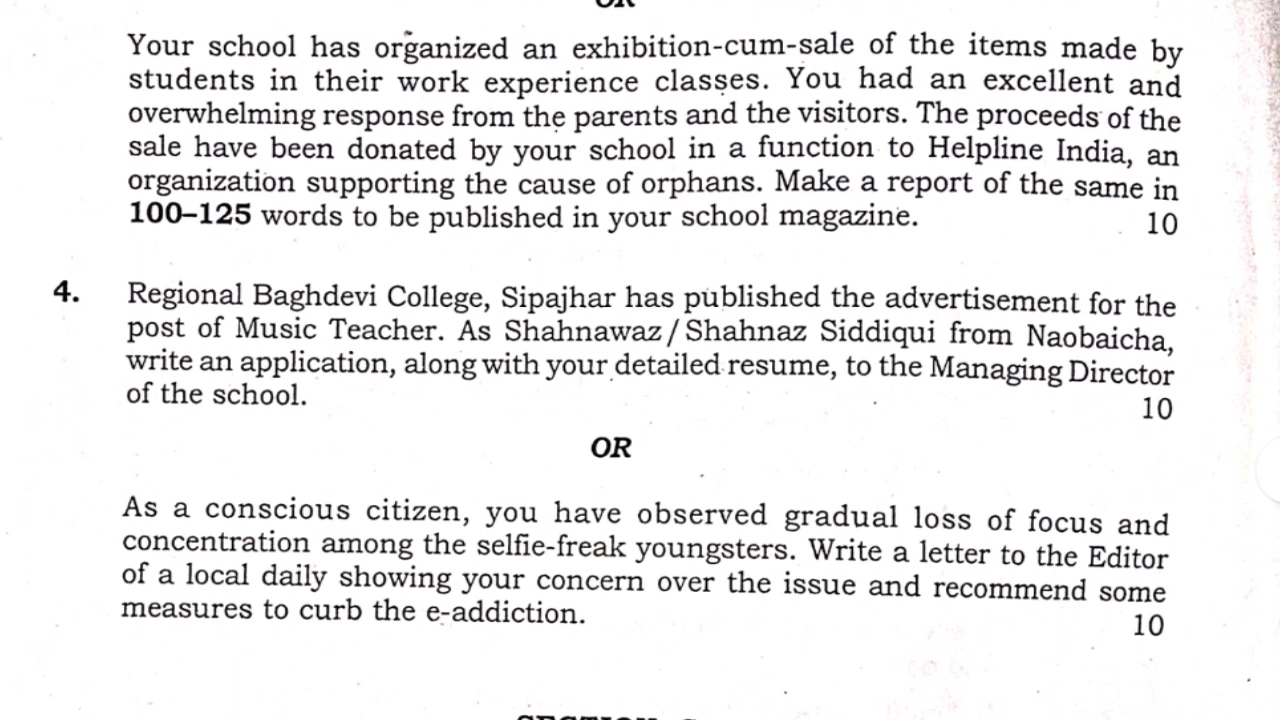 OR
Your school has organized an exhibition-cum-sale of the items made by
students in their work experience classes. You had an excellent and
overwhelming response from the parents and the visitors. The proceeds of the
sale have been donated by your school in a function to Helpline India, an
organization supporting the cause of orphans. Make a report of the same in
100–125 words to be published in your school magazine. 10
4. Regional Baghdevi College, Sipajhar has published the advertisement for the
post of Music Teacher. As Shahnawaz / Shahnaz Siddiqui from Naobaicha,
write an application, along with your detailed resume, to the Managing Director
of the school. 10
OR
As a conscious citizen, you have observed gradual loss of focus and
concentration among the selfie-freak youngsters. Write a letter to the Editor
of a local daily showing your concern over the issue and recommend some
measures to curb the e-addiction. 10